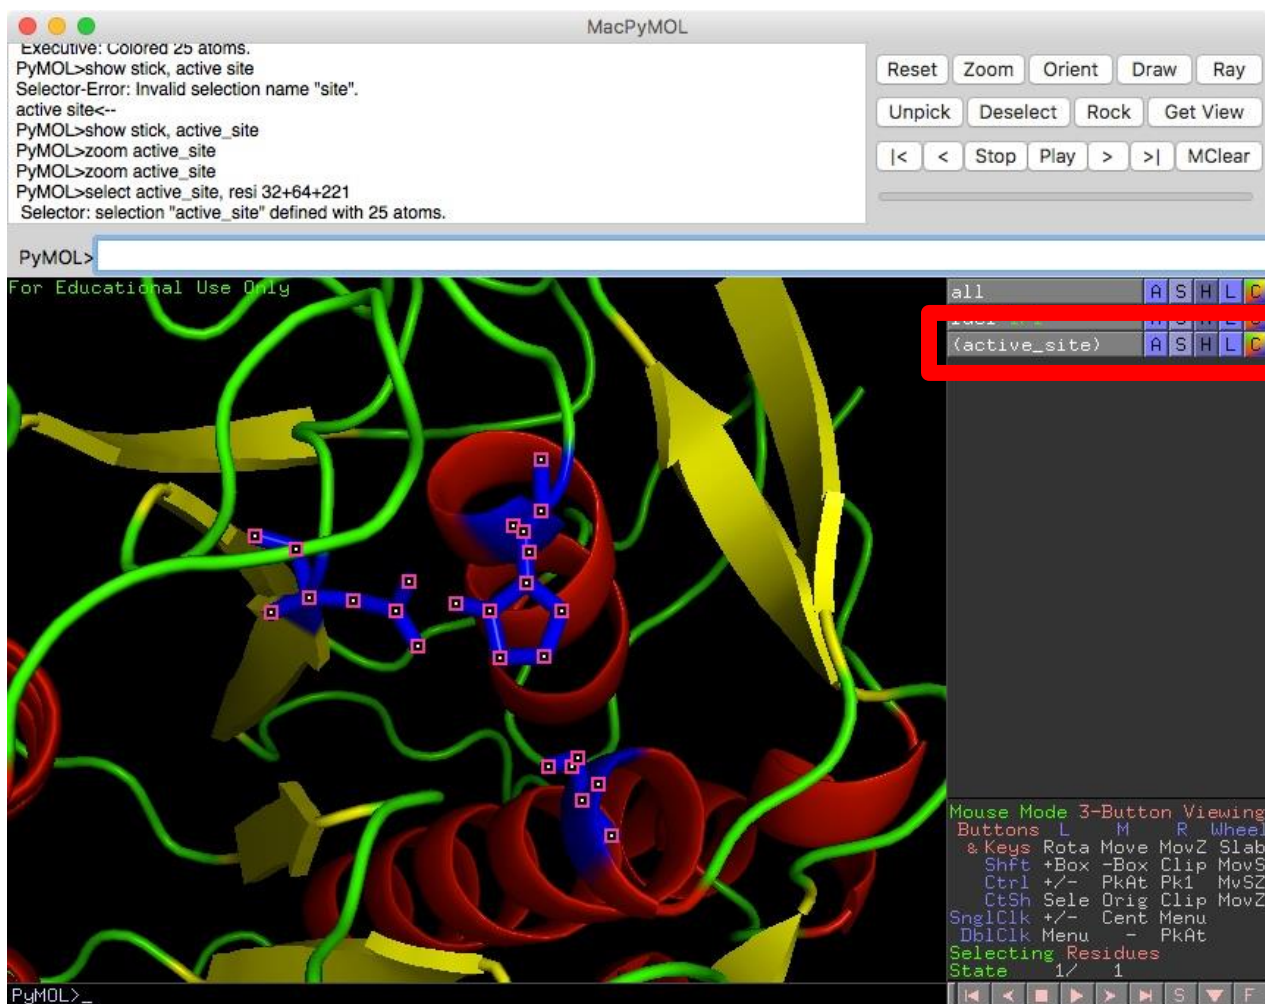 MacPyMOL
Executive: Colored 25 atoms.
PyMOL>show stick, active site
Selector-Error: Invalid selection name "site".
active site<--
PyMOL>show stick, active_site
PyMOL>zoom active_site
PyMOL>zoom active_site
PyMOL>select active_site, resi 32+64+221
Selector: selection "active_site" defined with 25 atoms.
Reset Zoom Orient Draw Ray
Unpick Deselect Rock Get View
|< < Stop Play > >| MClear
PyMOL>
For Educational Use Only
all A S H L C
A S H L C
(active_site) A S H L C
Mouse Mode 3-Button Viewing
Buttons L M R Wheel
& Keys Rota Move MovZ Slab
Shft +Box -Box Clip MovS
Ctrl +/- PkAt Pk1 MvSZ
CtSh Sele Orig Clip MovZ
SnglClk +/- Cent Menu
DblClk Menu - PkAt
Selecting Residues
State 1/ 1
PyMOL>_
S F